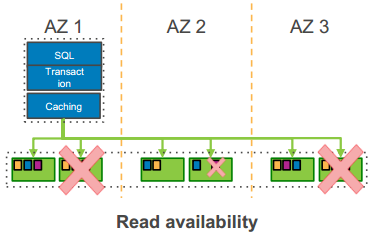 AZ 1
AZ 2
AZ 3
SQL
Transact
ion
Caching
Read availability